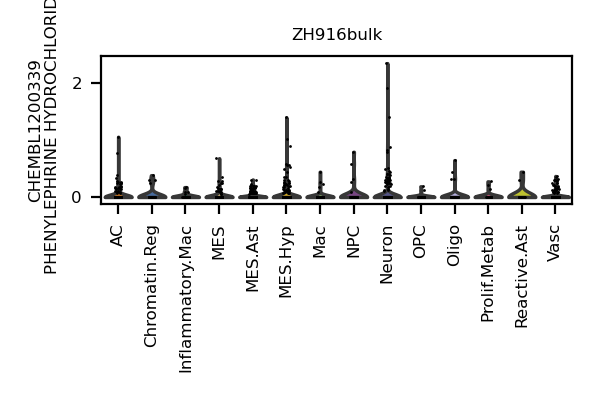 ZH916bulk
CHEMBL1200339
PHENYLEPHRINE HYDROCHLORID
2
0
AC
Chromatin.Reg
Inflammatory.Mac
MES
MES.Ast
MES.Hyp
Mac
NPC
Neuron
OPC
Oligo
Prolif.Metab
Reactive.Ast
Vasc